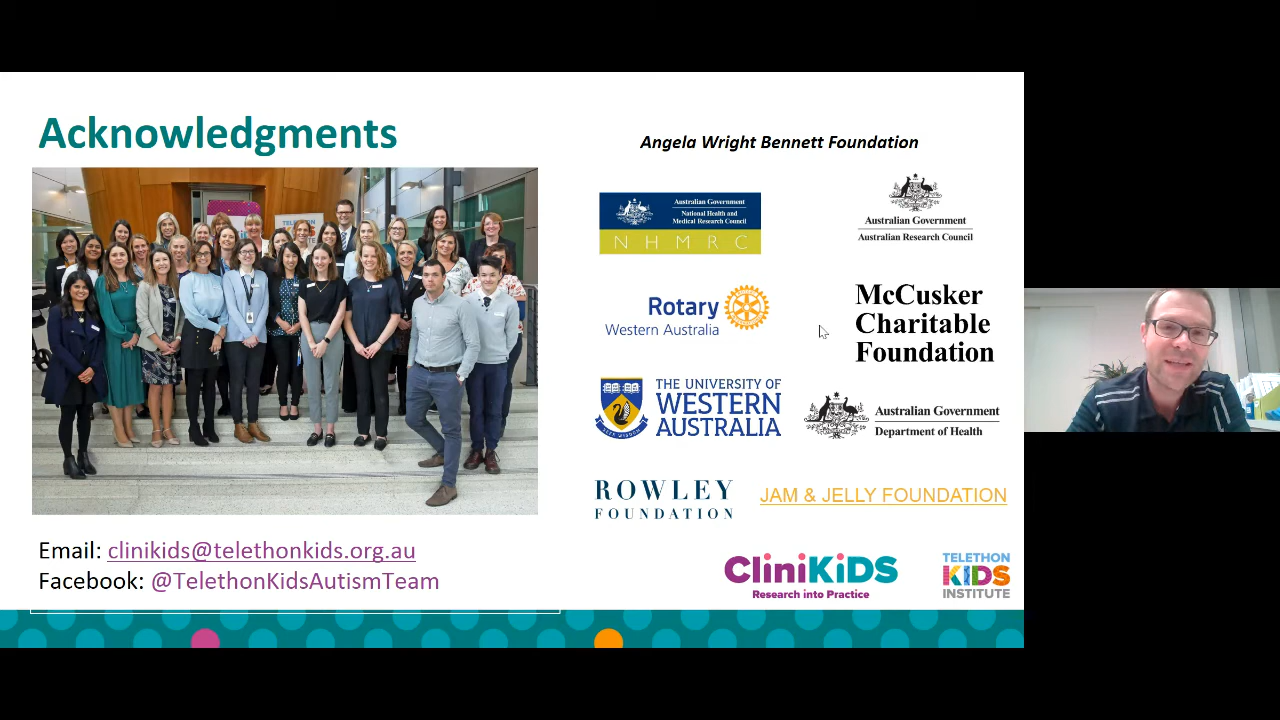 Acknowledgments
Angela Wright Bennett Foundation
Australian Government
National Health and
Medical Research Council
NHMRC
Australian Government
Australian Research Council
Rotary
Western Australia
McCusker
Charitable
Foundation
THE UNIVERSITY OF
WESTERN
AUSTRALIA
Australian Government
Department of Health
ROWLEY
FOUNDATION
JAM & JELLY FOUNDATION
Email: clinikids@telethonkids.org.au
Facebook: @TelethonKidsAutismTeam
CliniKiDS
Research into Practice
TELETHON
KiDS
INSTITUTE